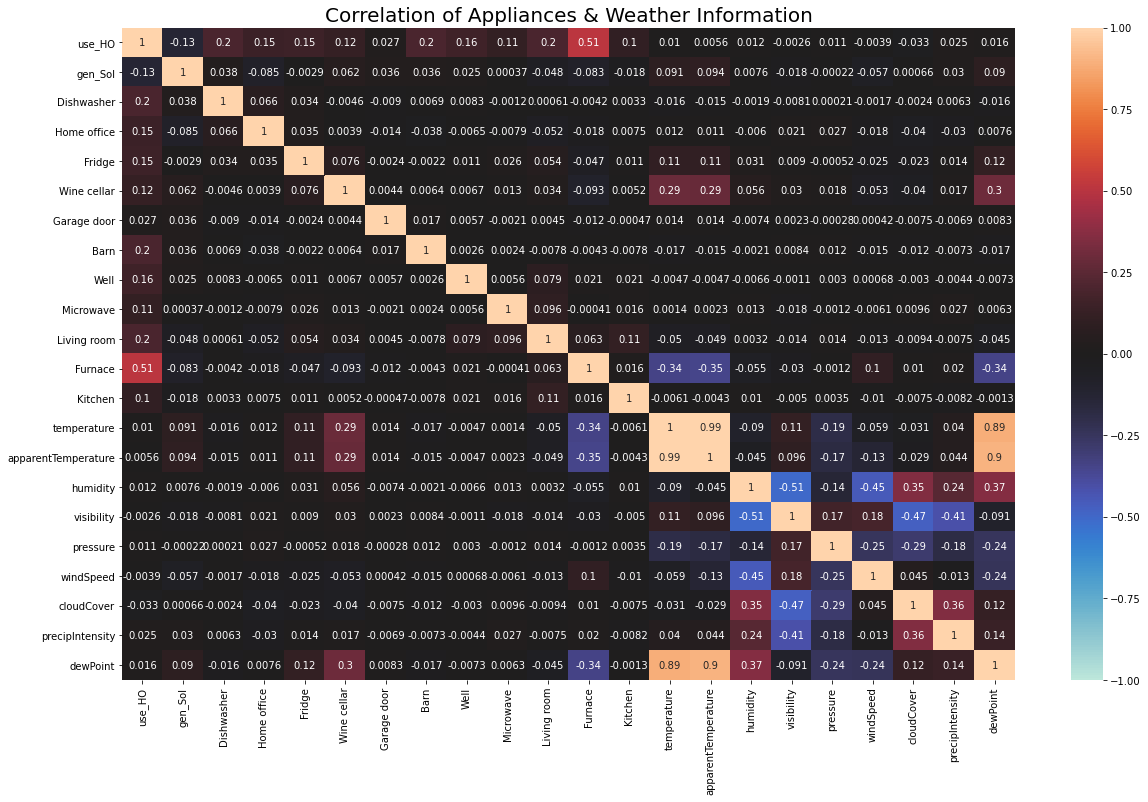 Correlation of Appliances & Weather Information
use_HO 1 -0.13 0.2 0.15 0.15 0.12 0.027 0.2 0.16 0.11 0.2 0.51 0.1 0.01 0.0056 0.012 -0.0026 0.011 -0.0039 -0.033 0.025 0.016
gen_Sol -0.13 1 0.038 -0.085 -0.0029 0.062 0.036 0.036 0.025 0.00037 -0.048 -0.083 -0.018 0.091 0.094 0.0076 -0.018 -0.00022 -0.057 0.00066 0.03 0.09
Dishwasher 0.2 0.038 1 0.066 0.034 -0.0046 -0.009 0.0069 0.0083 -0.0012 0.00061 -0.0042 0.0033 -0.016 -0.015 -0.0019 -0.0081 0.00021 -0.0017 -0.0024 0.0063 -0.016
Home office 0.15 -0.085 0.066 1 0.035 0.0039 -0.014 -0.038 -0.0065 -0.0079 -0.052 -0.018 0.0075 0.012 0.011 -0.006 0.021 0.027 -0.018 -0.04 -0.03 0.0076
Fridge 0.15 -0.0029 0.034 0.035 1 0.076 -0.0024 -0.0022 0.011 0.026 0.054 -0.047 0.011 0.11 0.11 0.031 0.009 -0.00052 -0.025 -0.023 0.014 0.12
Wine cellar 0.12 0.062 -0.0046 0.0039 0.076 1 0.0044 0.0064 0.0067 0.013 0.034 -0.093 0.0052 0.29 0.29 0.056 0.03 0.018 -0.053 -0.04 0.017 0.3
Garage door 0.027 0.036 -0.009 -0.014 -0.0024 0.0044 1 0.017 0.0057 -0.0021 0.0045 -0.012 -0.00047 0.014 0.014 -0.0074 0.0023 -0.00028 0.00042 -0.0075 -0.0069 0.0083
Barn 0.2 0.036 0.0069 -0.038 -0.0022 0.0064 0.017 1 0.0026 0.0024 -0.0078 -0.0043 -0.0078 -0.017 -0.015 -0.0021 0.0084 0.012 -0.015 -0.012 -0.0073 -0.017
Well 0.16 0.025 0.0083 -0.0065 0.011 0.0067 0.0057 0.0026 1 0.0056 0.079 0.021 0.021 -0.0047 -0.0047 -0.0066 -0.0011 0.003 0.00068 -0.003 -0.0044 -0.0073
Microwave 0.11 0.00037 -0.0012 -0.0079 0.026 0.013 -0.0021 0.0024 0.0056 1 0.096 -0.00041 0.016 0.0014 0.0023 0.013 -0.018 -0.0012 -0.0061 0.0096 0.027 0.0063
Living room 0.2 -0.048 0.00061 -0.052 0.054 0.034 0.0045 -0.0078 0.079 0.096 1 0.063 0.11 -0.05 -0.049 0.0032 -0.014 0.014 -0.013 -0.0094 -0.0075 -0.045
Furnace 0.51 -0.083 -0.0042 -0.018 -0.047 -0.093 -0.012 -0.0043 0.021 -0.00041 0.063 1 0.016 -0.34 -0.35 -0.055 -0.03 -0.0012 0.1 0.01 0.02 -0.34
Kitchen 0.1 -0.018 0.0033 0.0075 0.011 0.0052 -0.00047 -0.0078 0.021 0.016 0.11 0.016 1 -0.0061 -0.0043 0.01 -0.005 0.0035 -0.01 -0.0075 -0.0082 -0.0013
temperature 0.01 0.091 -0.016 0.012 0.11 0.29 0.014 -0.017 -0.0047 0.0014 -0.05 -0.34 -0.0061 1 0.99 -0.09 0.11 -0.19 -0.059 -0.031 0.04 0.89
apparentTemperature 0.0056 0.094 -0.015 0.011 0.11 0.29 0.014 -0.015 -0.0047 0.0023 -0.049 -0.35 -0.0043 0.99 1 -0.045 0.096 -0.17 -0.13 -0.029 0.044 0.9
humidity 0.012 0.0076 -0.0019 -0.006 0.031 0.056 -0.0074 -0.0021 -0.0066 0.013 0.0032 -0.055 0.01 -0.09 -0.045 1 -0.51 -0.14 -0.45 0.35 0.24 0.37
visibility -0.0026 -0.018 -0.0081 0.021 0.009 0.03 0.0023 0.0084 -0.0011 -0.018 -0.014 -0.03 -0.005 0.11 0.096 -0.51 1 0.17 0.18 -0.47 -0.41 -0.091
pressure 0.011 -0.00022 0.00021 0.027 -0.00052 0.018 -0.00028 0.012 0.003 -0.0012 0.014 -0.0012 0.0035 -0.19 -0.17 -0.14 0.17 1 -0.25 -0.29 -0.18 -0.24
windSpeed -0.0039 -0.057 -0.0017 -0.018 -0.025 -0.053 0.00042 -0.015 0.00068 -0.0061 -0.013 0.1 -0.01 -0.059 -0.13 -0.45 0.18 -0.25 1 0.045 -0.013 -0.24
cloudCover -0.033 0.00066 -0.0024 -0.04 -0.023 -0.04 -0.0075 -0.012 -0.003 0.0096 -0.0094 0.01 -0.0075 -0.031 -0.029 0.35 -0.47 -0.29 0.045 1 0.36 0.12
precipIntensity 0.025 0.03 0.0063 -0.03 0.014 0.017 -0.0069 -0.0073 -0.0044 0.027 -0.0075 0.02 -0.0082 0.04 0.044 0.24 -0.41 -0.18 -0.013 0.36 1 0.14
dewPoint 0.016 0.09 -0.016 0.0076 0.12 0.3 0.0083 -0.017 -0.0073 0.0063 -0.045 -0.34 -0.0013 0.89 0.9 0.37 -0.091 -0.24 -0.24 0.12 0.14 1
use_HO
gen_Sol
Dishwasher
Home office
Fridge
Wine cellar
Garage door
Barn
Well
Microwave
Living room
Furnace
Kitchen
temperature
apparentTemperature
humidity
visibility
pressure
windSpeed
cloudCover
precipIntensity
dewPoint
1.00
0.75
0.50
0.25
0.00
−0.25
−0.50
−0.75
−1.00